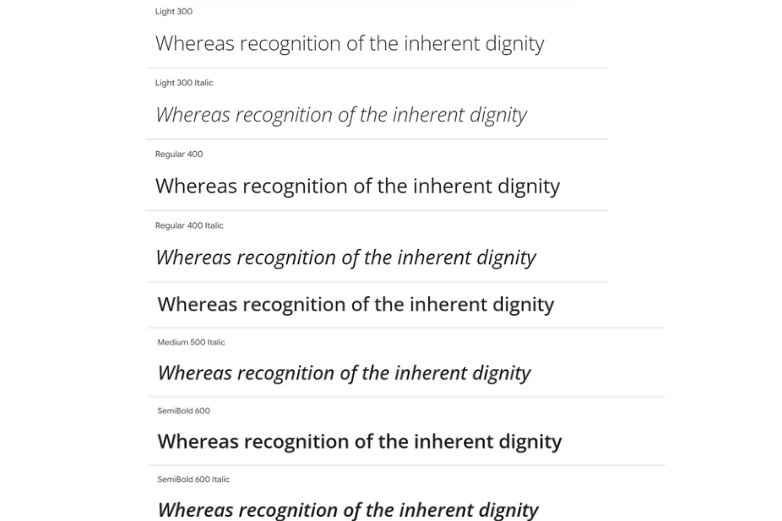 Light 300
Whereas recognition of the inherent dignity
Light 300 Italic
Whereas recognition of the inherent dignity
Regular 400
Whereas recognition of the inherent dignity
Regular 400 Italic
Whereas recognition of the inherent dignity
Whereas recognition of the inherent dignity
Medium 500 Italic
Whereas recognition of the inherent dignity
SemiBold 600
Whereas recognition of the inherent dignity
SemiBold 600 Italic
Whereas recognition of the inherent dignity